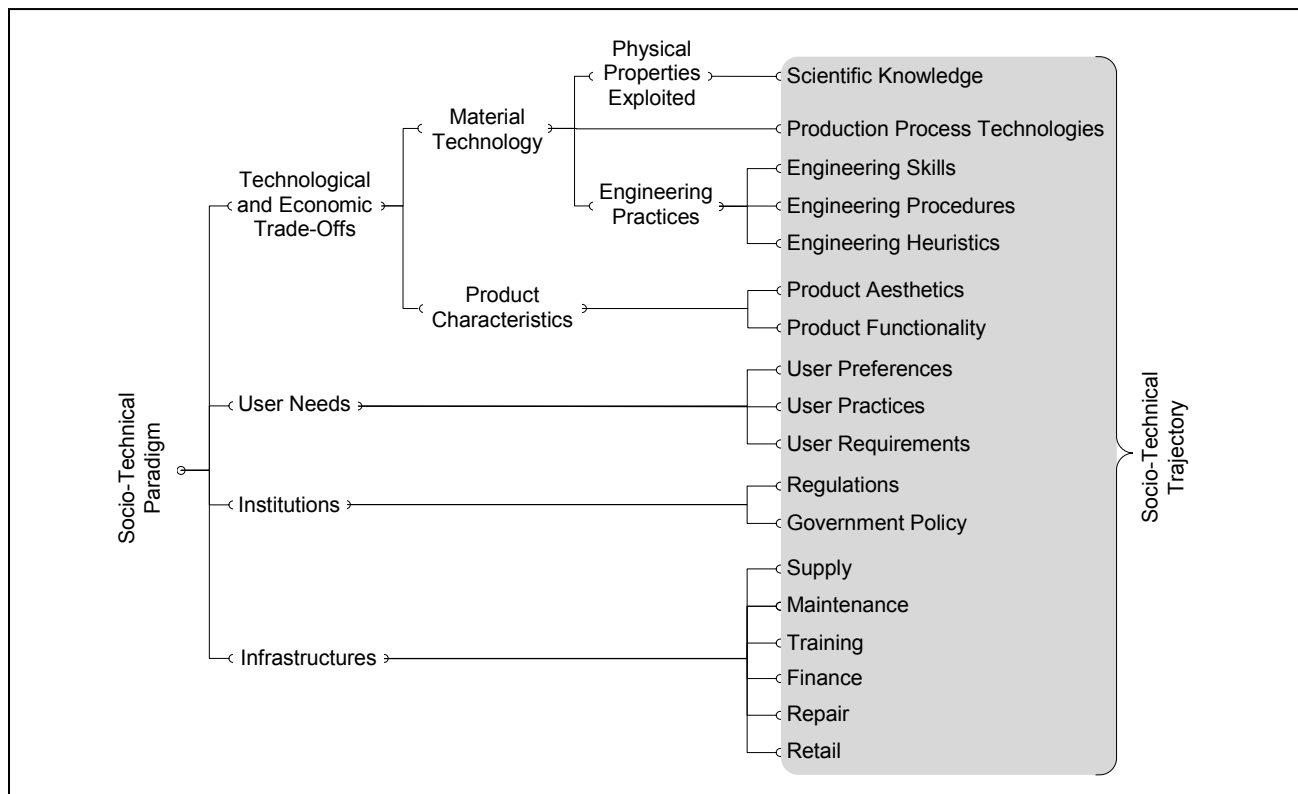 Socio-Technical
Paradigm
Technological
and Economic
Trade-Offs
Material
Technology
Physical
Properties
Exploited
Scientific Knowledge
Production Process Technologies
Engineering
Practices
Engineering Skills
Engineering Procedures
Engineering Heuristics
Product
Characteristics
Product Aesthetics
Product Functionality
User Needs
User Preferences
User Practices
User Requirements
Institutions
Regulations
Government Policy
Infrastructures
Supply
Maintenance
Training
Finance
Repair
Retail
Socio-Technical
Trajectory